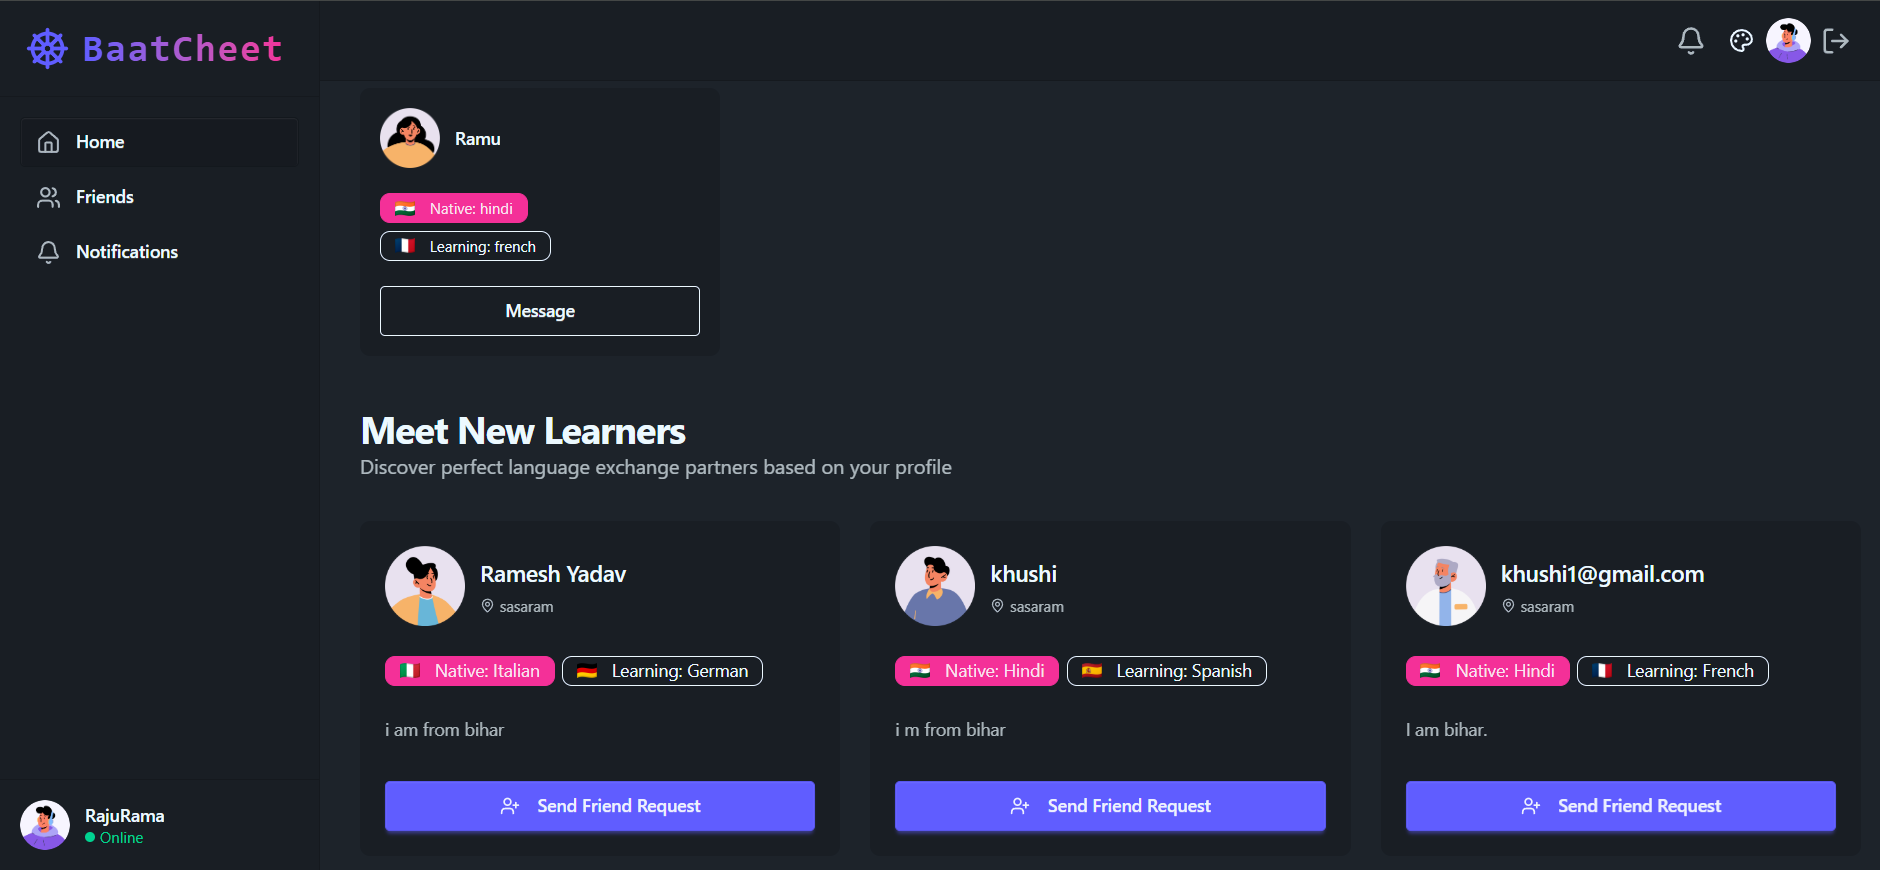 BaatCheet
Home
Friends
Notifications
Ramu
Native: hindi
Learning: french
Message
Meet New Learners
Discover perfect language exchange partners based on your profile
Ramesh Yadav
sasaram
Native: Italian
Learning: German
i am from bihar
Send Friend Request
khushi
sasaram
Native: Hindi
Learning: Spanish
i m from bihar
Send Friend Request
khushi1@gmail.com
sasaram
Native: Hindi
Learning: French
I am bihar.
Send Friend Request
RajuRama
Online